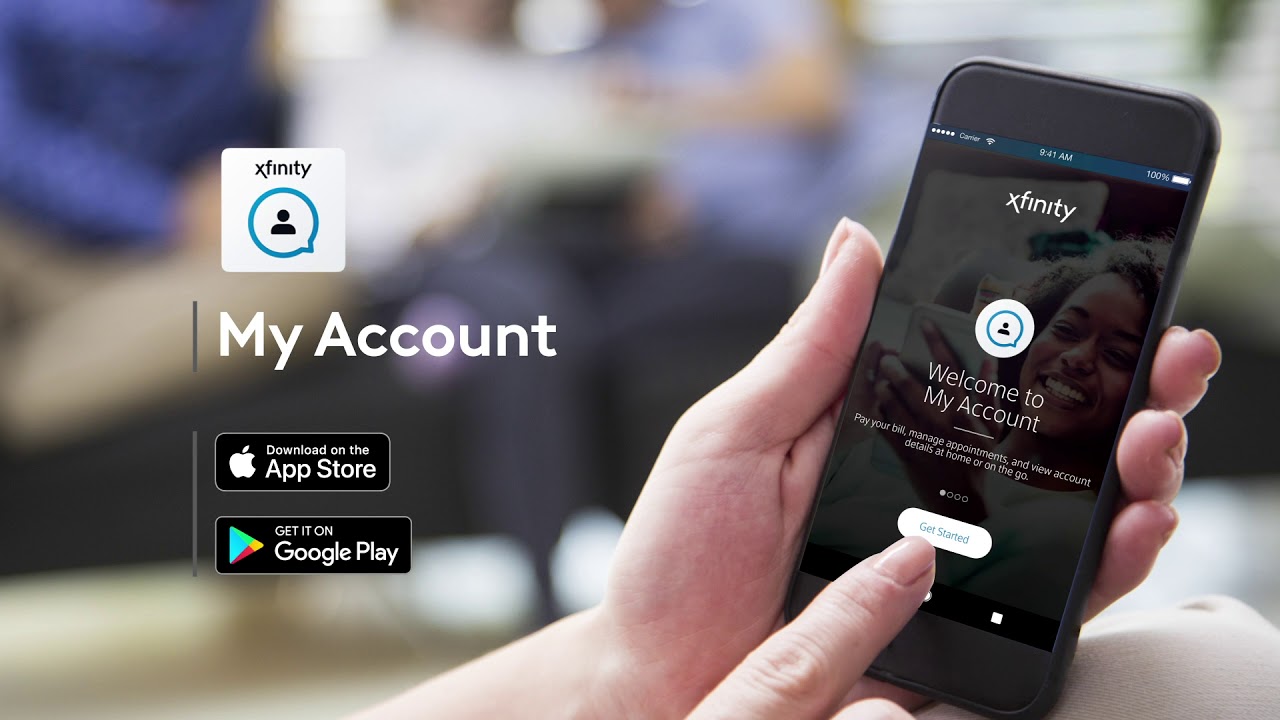 xfinity
My Account
Download on the
App Store
GET IT ON
Google Play
Carrier
9:41 AM
100%
xfinity
Welcome to
My Account
Pay your bill, manage appointments, and view account
details at home or on the go.
Get Started